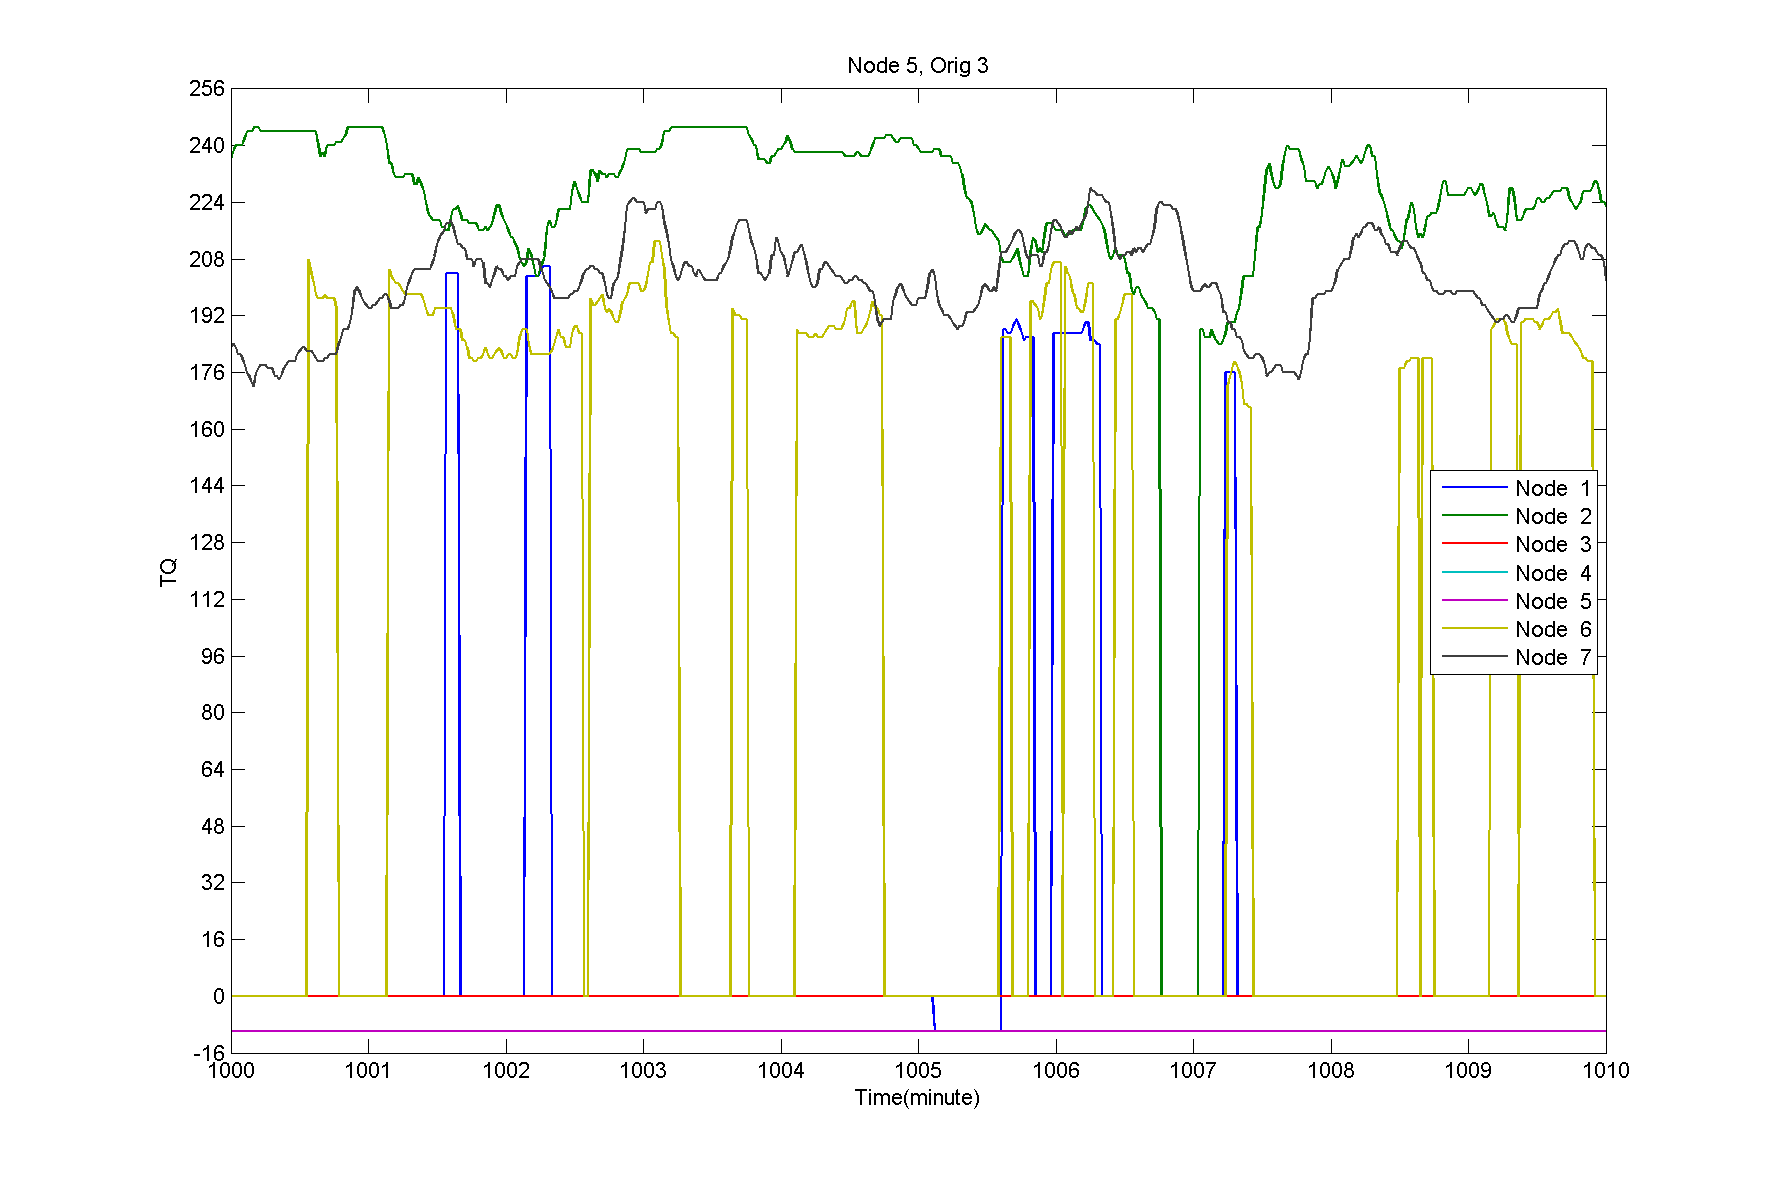 Node 5, Orig 3
256
240
224
208
192
176
160
144
128
112
96
80
64
48
32
16
0
-16
TQ
Node 1
Node 2
Node 3
Node 4
Node 5
Node 6
Node 7
1000 1001 1002 1003 1004 1005 1006 1007 1008 1009 1010
Time(minute)